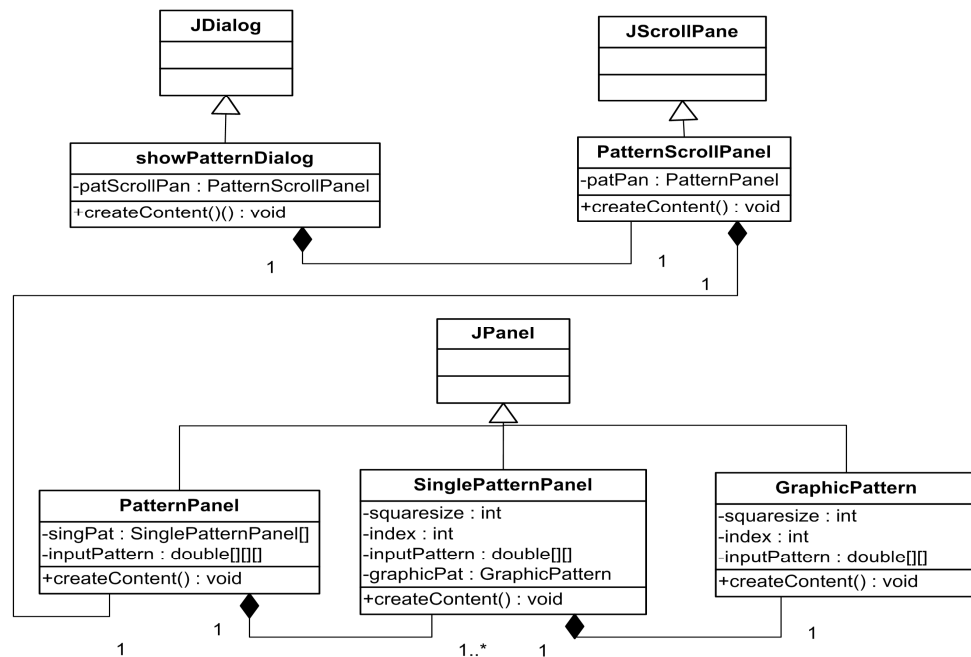 JDialog
JScrollPane
showPatternDialog
-patScrollPan : PatternScrollPanel
+createContent()() : void
PatternScrollPanel
-patPan : PatternPanel
+createContent() : void
1
1
1
JPanel
PatternPanel
-singPat : SinglePatternPanel[]
-inputPattern : double[][][]
+createContent() : void
SinglePatternPanel
-squaresize : int
-index : int
-inputPattern : double[][]
-graphicPat : GraphicPattern
+createContent() : void
GraphicPattern
-squaresize : int
-index : int
-inputPattern : double[][]
+createContent() : void
1
1
1..*
1
1